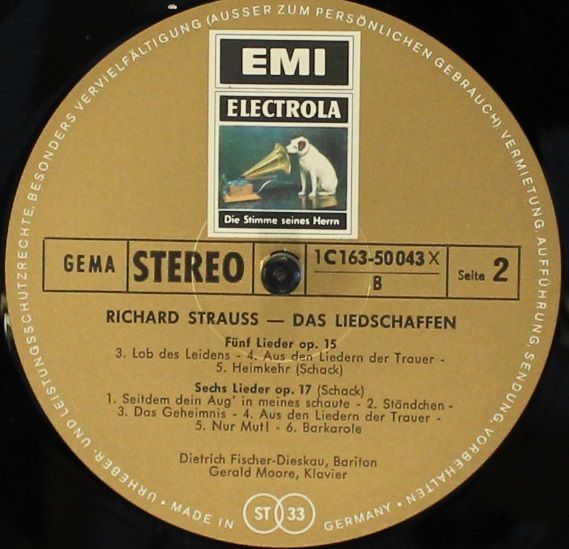 URHEBER- UND LEISTUNGSSCHUTZRECHTE, BESONDERS VERVIELFÄLTIGUNG (AUSSER ZUM PERSÖNLICHEN GEBRAUCH), VERMIETUNG, AUFFÜHRUNG, SENDUNG, VORBEHALTEN
EMI
ELECTROLA
Die Stimme seines Herrn
GEMA STEREO 1C163-50043X Seite 2
B
RICHARD STRAUSS — DAS LIEDSCHAFFEN
Fünf Lieder op. 15
3. Lob des Leidens - 4. Aus den Liedern der Trauer -
5. Heimkehr (Schack)
Sechs Lieder op. 17 (Schack)
1. Seitdem dein Aug' in meines schaute - 2. Ständchen -
3. Das Geheimnis - 4. Aus den Liedern der Trauer -
5. Nur Mut! - 6. Barkarole
Dietrich Fischer-Dieskau, Bariton
Gerald Moore, Klavier
MADE IN ST 33 GERMANY